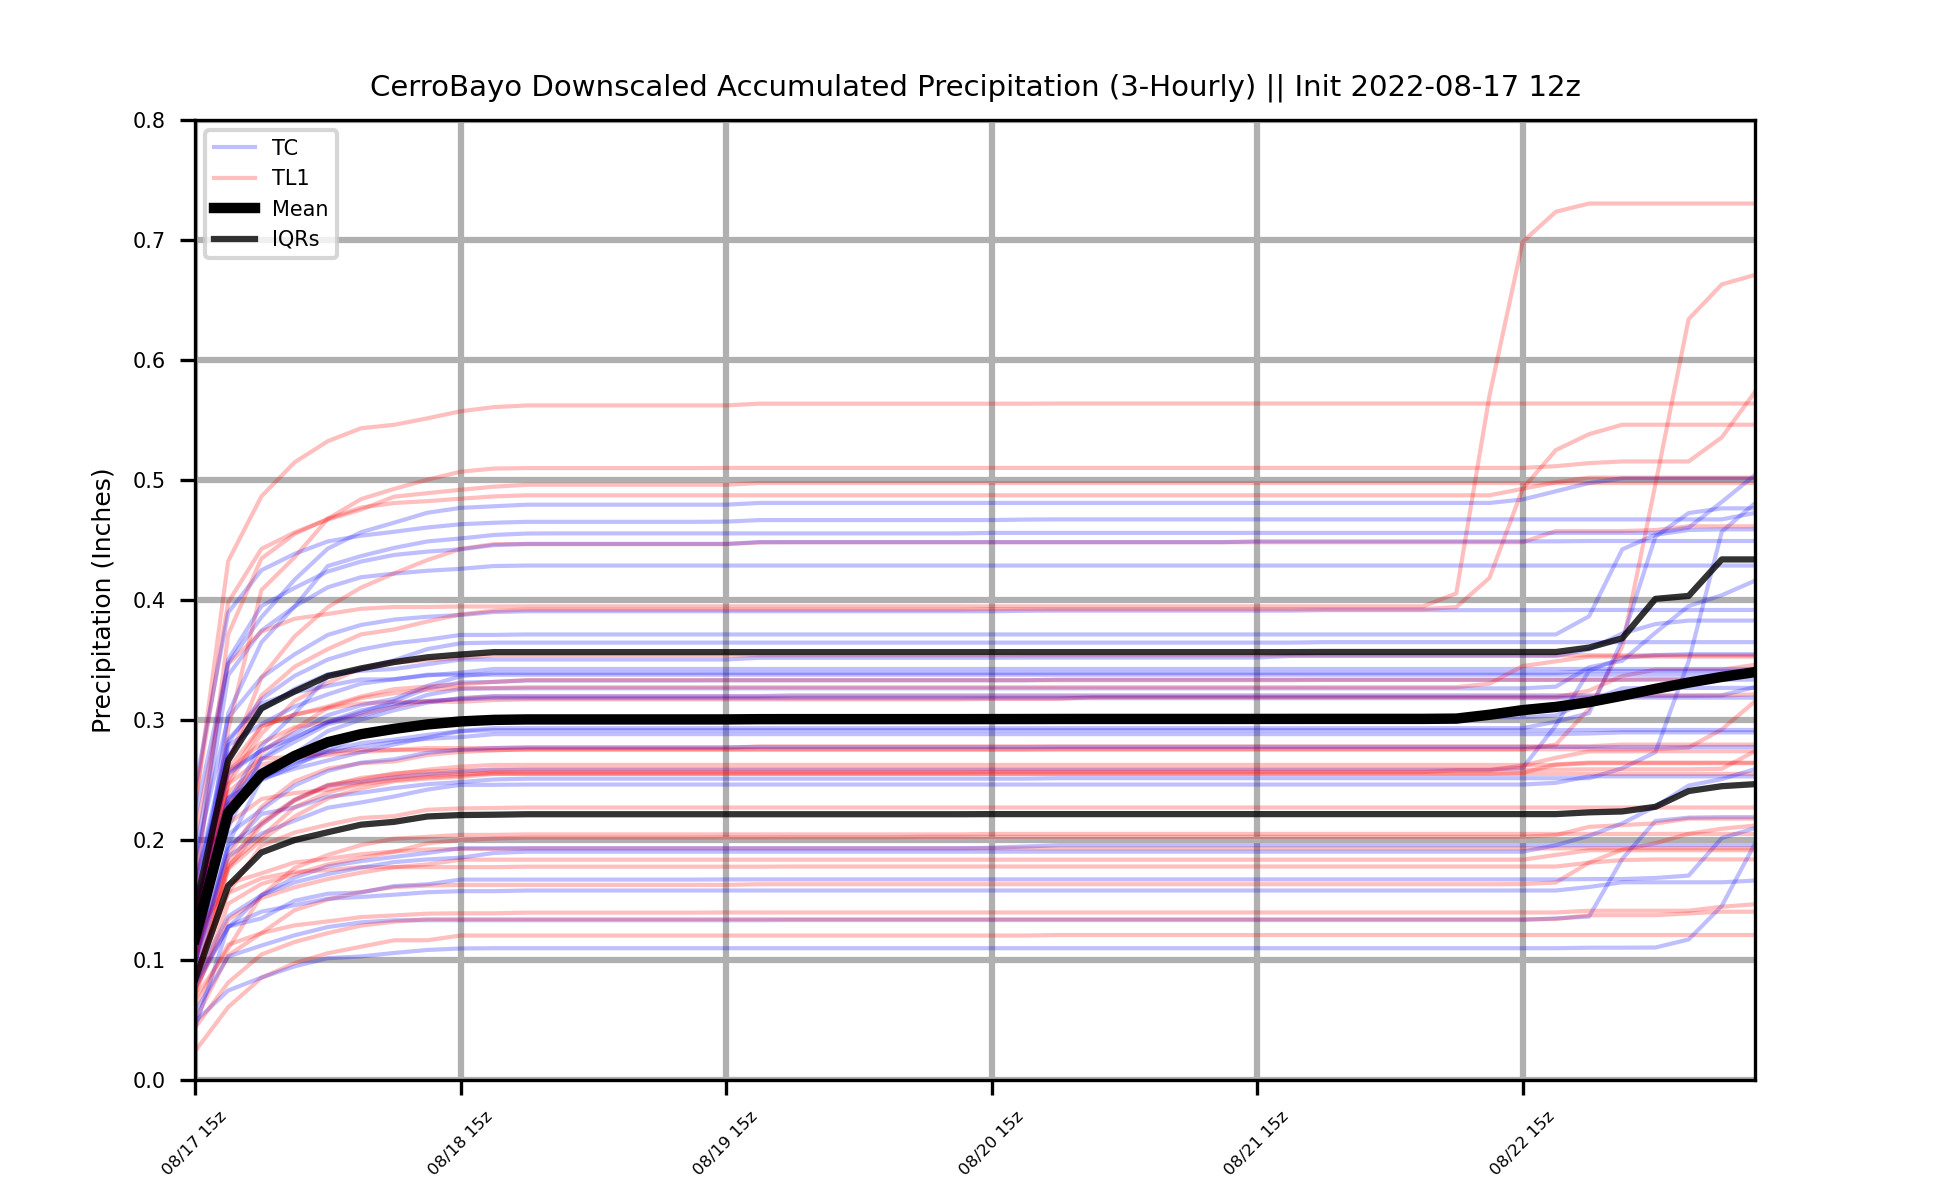 CerroBayo Downscaled Accumulated Precipitation (3-Hourly) || Init 2022-08-17 12z
Precipitation (Inches)
0.8
0.7
0.6
0.5
0.4
0.3
0.2
0.1
0.0
TC
TL1
Mean
IQRs
08/17 15z
08/18 15z
08/19 15z
08/20 15z
08/21 15z
08/22 15z